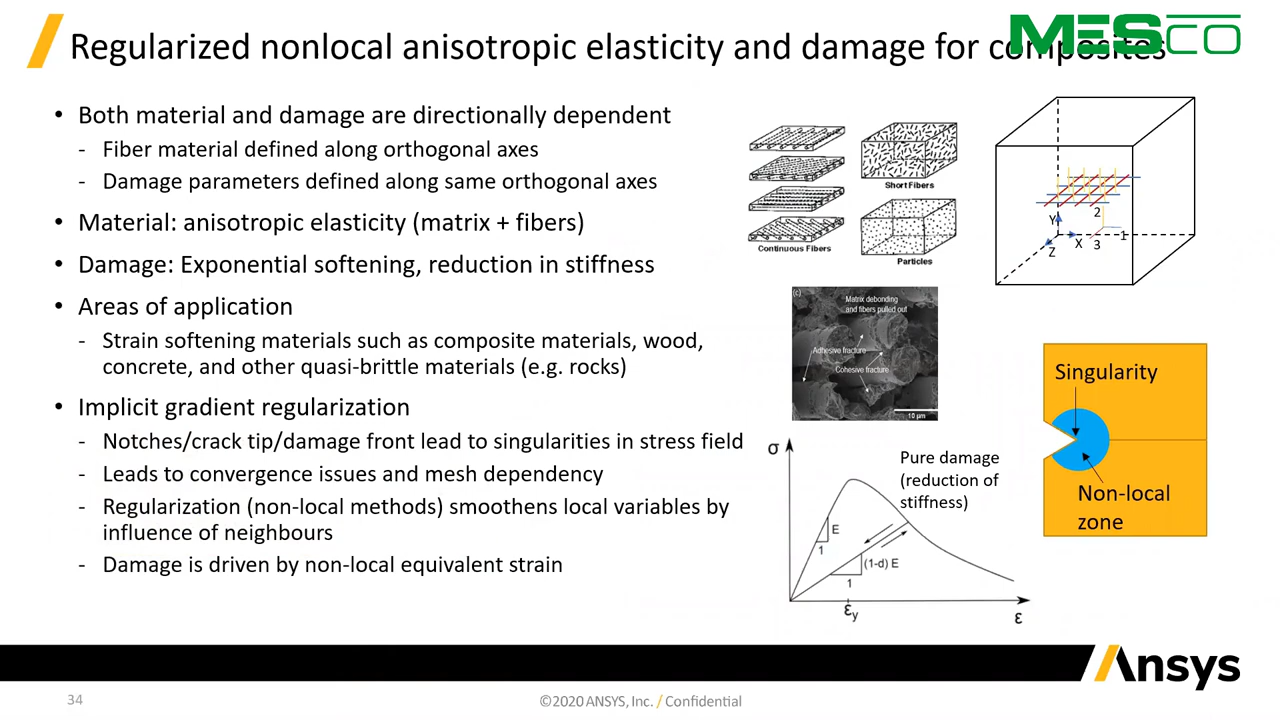 Regularized nonlocal anisotropic elasticity and damage for composites
MESco
• Both material and damage are directionally dependent
- Fiber material defined along orthogonal axes
- Damage parameters defined along same orthogonal axes
• Material: anisotropic elasticity (matrix + fibers)
• Damage: Exponential softening, reduction in stiffness
• Areas of application
- Strain softening materials such as composite materials, wood,
concrete, and other quasi-brittle materials (e.g. rocks)
• Implicit gradient regularization
- Notches/crack tip/damage front lead to singularities in stress field
- Leads to convergence issues and mesh dependency
- Regularization (non-local methods) smoothens local variables by
influence of neighbours
- Damage is driven by non-local equivalent strain
Continuous Fibers
Short Fibers
Particles
Y
X
Z
2
1
3
(c)
Matrix debonding
and fibers pulled out
Adhesive fracture
Cohesive fracture
10 μm
σ
E
1
(1-d) E
1
εy
ε
Pure damage
(reduction of
stiffness)
Singularity
Non-local
zone
Ansys
34
©2020 ANSYS, Inc. / Confidential